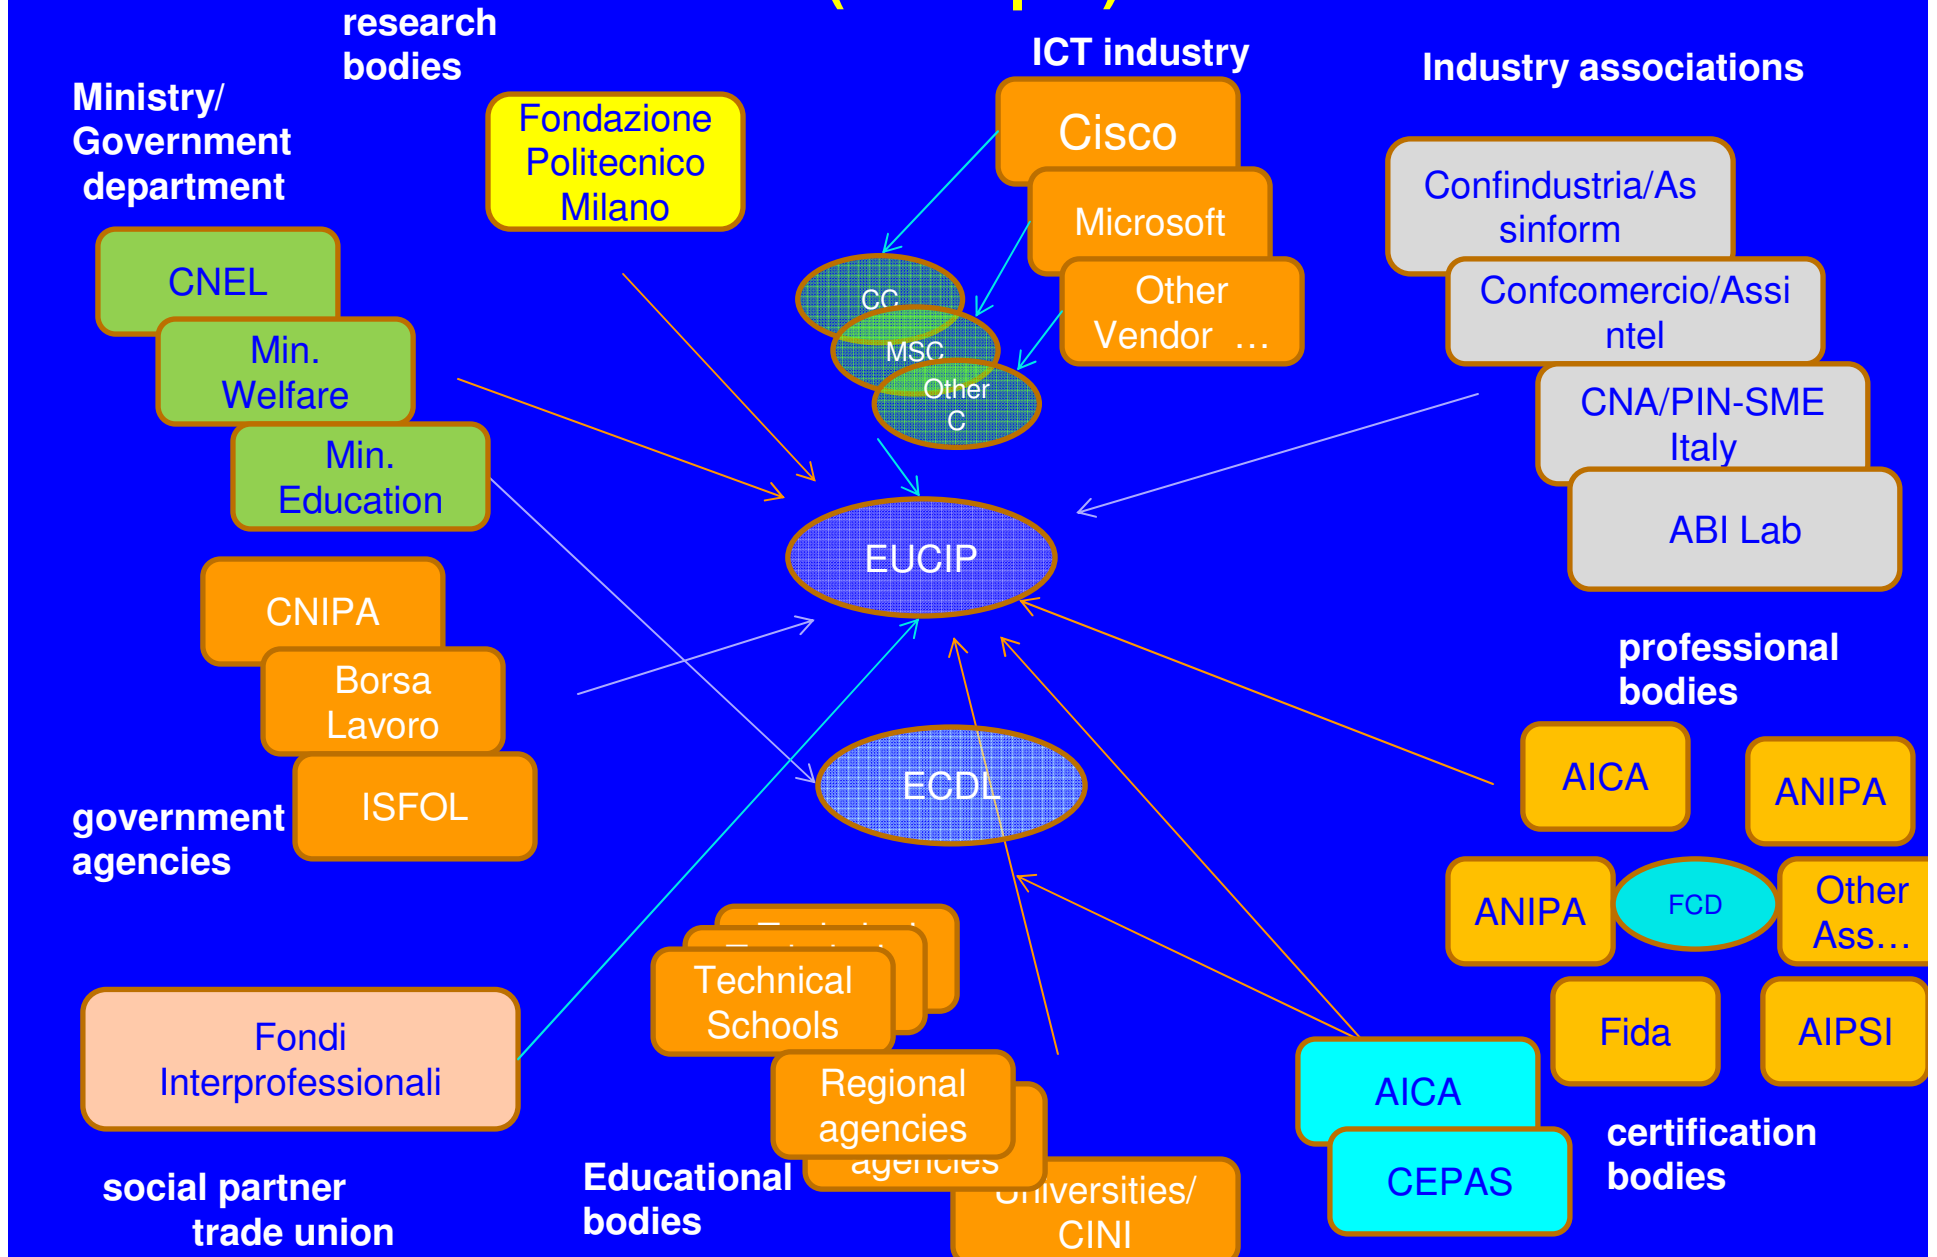 research
bodies
ICT industry
Industry associations
Ministry/
Government
department
Fondazione
Politecnico
Milano
Cisco
Microsoft
Other
Vendor …
Confindustria/As
sinform
Confcomercio/Assi
ntel
CNA/PIN-SME
Italy
ABI Lab
CNEL
Min.
Welfare
Min.
Education
CC
MSC
Other
C
EUCIP
CNIPA
Borsa
Lavoro
ISFOL
government
agencies
ECDL
professional
bodies
AICA
ANIPA
ANIPA
FCD
Other
Ass…
Fida
AIPSI
Technical
Schools
Regional
agencies
agencies
Universities/
CINI
Fondi
Interprofessionali
AICA
CEPAS
certification
bodies
social partner
trade union
Educational
bodies